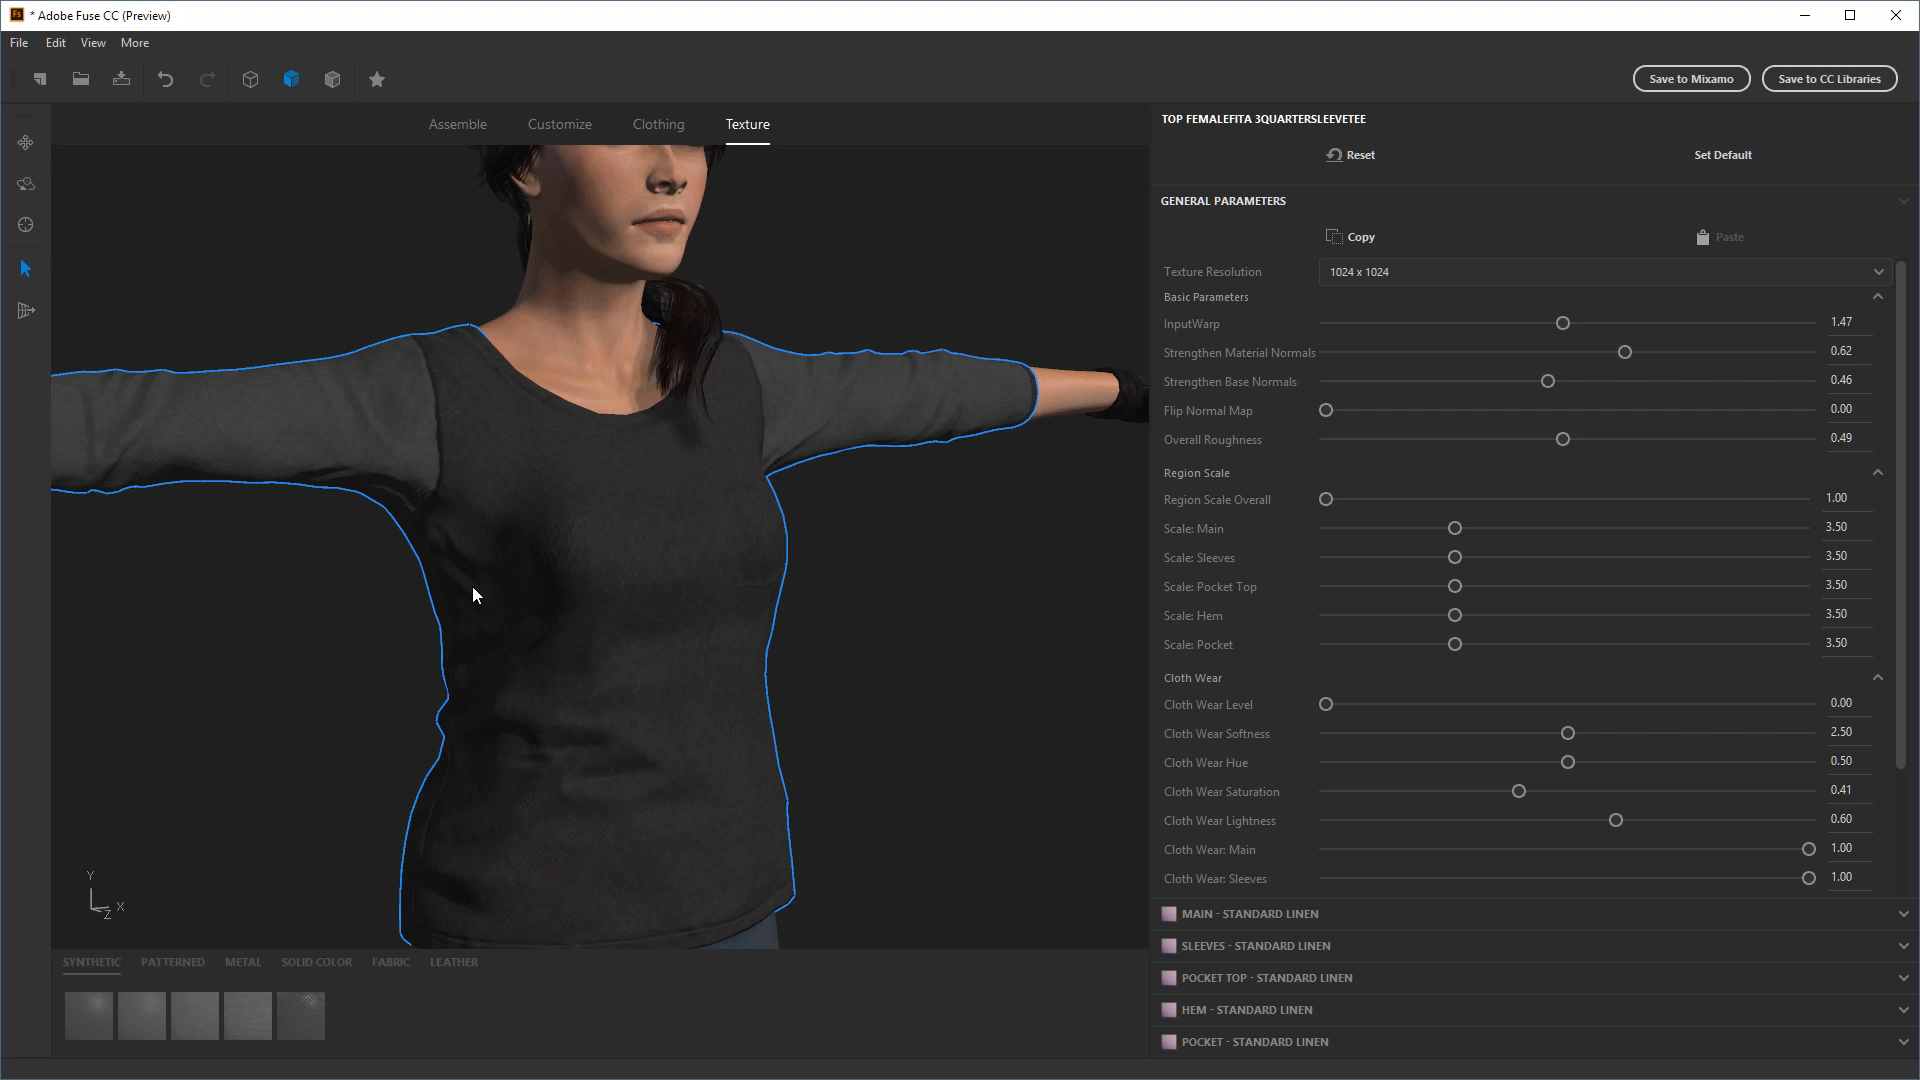 Fs * Adobe Fuse CC (Preview)
File Edit View More
Save to Mixamo Save to CC Libraries
Assemble Customize Clothing Texture
TOP FEMALEFITA 3QUARTERSLEEVETEE
Reset Set Default
GENERAL PARAMETERS
Copy Paste
Texture Resolution 1024 x 1024
Basic Parameters
InputWarp 1.47
Strengthen Material Normals 0.62
Strengthen Base Normals 0.46
Flip Normal Map 0.00
Overall Roughness 0.49
Region Scale
Region Scale Overall 1.00
Scale: Main 3.50
Scale: Sleeves 3.50
Scale: Pocket Top 3.50
Scale: Hem 3.50
Scale: Pocket 3.50
Cloth Wear
Cloth Wear Level 0.00
Cloth Wear Softness 2.50
Cloth Wear Hue 0.50
Cloth Wear Saturation 0.41
Cloth Wear Lightness 0.60
Cloth Wear: Main 1.00
Cloth Wear: Sleeves 1.00
MAIN - STANDARD LINEN
SLEEVES - STANDARD LINEN
POCKET TOP - STANDARD LINEN
HEM - STANDARD LINEN
POCKET - STANDARD LINEN
Y
X
Z
SYNTHETIC PATTERNED METAL SOLID COLOR FABRIC LEATHER